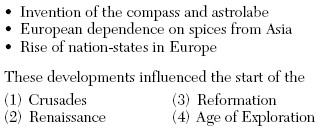 • Invention of the compass and astrolabe
• European dependence on spices from Asia
• Rise of nation-states in Europe
These developments influenced the start of the
(1) Crusades (3) Reformation
(2) Renaissance (4) Age of Exploration